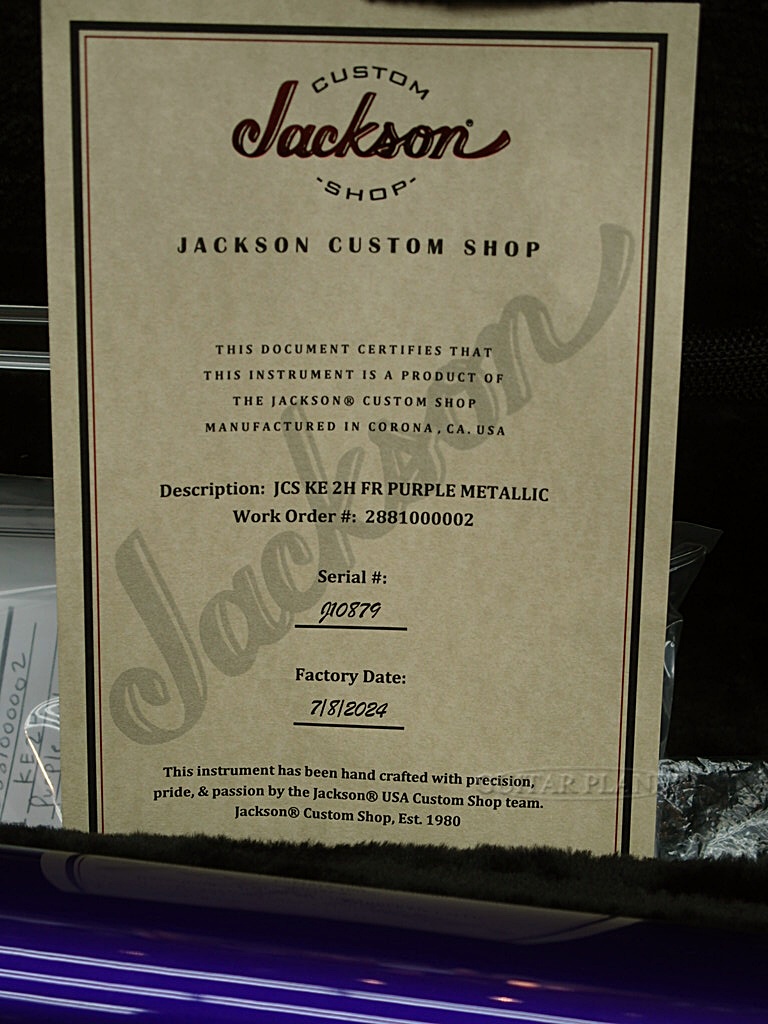 CUSTOM
Jackson®
-SHOP-
JACKSON CUSTOM SHOP
Jackson
THIS DOCUMENT CERTIFIES THAT
THIS INSTRUMENT IS A PRODUCT OF
THE JACKSON® CUSTOM SHOP
MANUFACTURED IN CORONA, CA. USA
Description: JCS KE 2H FR PURPLE METALLIC
Work Order #: 2881000002
Serial #:
J10879
Factory Date:
7/8/2024
This instrument has been hand crafted with precision,
pride, & passion by the Jackson® USA Custom Shop team.
Jackson® Custom Shop, Est. 1980